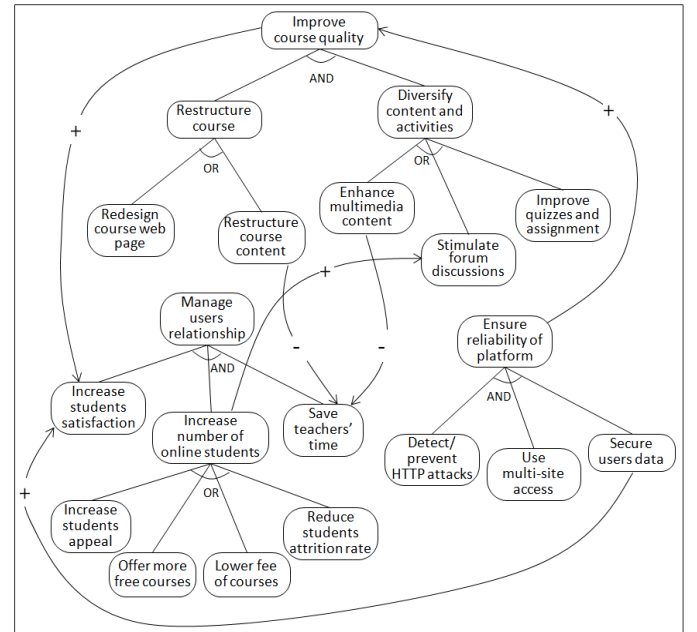 Improve
course quality
AND
Restructure
course
Diversify
content and
activities
+
+
OR
OR
Redesign
course web
page
Restructure
course
content
Enhance
multimedia
content
Improve
quizzes and
assignment
Stimulate
forum
discussions
+
Manage
users
relationship
Ensure
reliability of
platform
-
-
AND
AND
Increase
students
satisfaction
Increase
number of
online students
Save
teachers'
time
Detect/
prevent
HTTP attacks
Use
multi-site
access
Secure
users data
+
OR
Increase
students
appeal
Offer more
free courses
Lower fee
of courses
Reduce
students
attrition rate